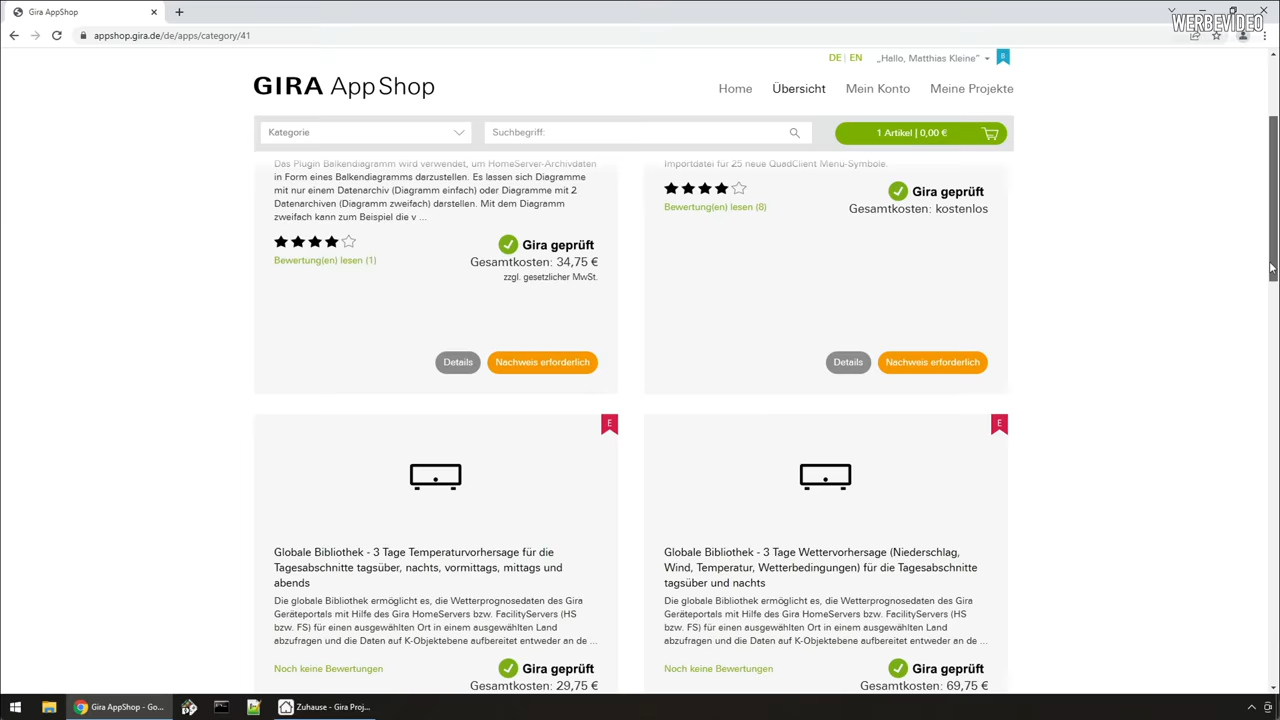 Gira AppShop
WERBEVIDEO
appshop.gira.de/de/apps/category/41
DE | EN
„Hallo, Matthias Kleine"
B
GIRA AppShop
Home
Übersicht
Mein Konto
Meine Projekte
Kategorie
Suchbegriff:
1 Artikel | 0,00 €
Das Plugin Balkendiagramm wird verwendet, um HomeServer-Archivdaten
in Form eines Balkendiagramms darzustellen. Es lassen sich Diagramme
mit nur einem Datenarchiv (Diagramm einfach) oder Diagramme mit 2
Datenarchiven (Diagramm zweifach) darstellen. Mit dem Diagramm
zweifach kann zum Beispiel die v ...
Gira geprüft
Bewertung(en) lesen (1)
Gesamtkosten: 34,75 €
zzgl. gesetzlicher MwSt.
Details
Nachweis erforderlich
Importdatei für 25 neue QuadClient Menu-Symbole.
Gira geprüft
Bewertung(en) lesen (8)
Gesamtkosten: kostenlos
Details
Nachweis erforderlich
E
Globale Bibliothek - 3 Tage Temperaturvorhersage für die
Tagesabschnitte tagsüber, nachts, vormittags, mittags und
abends
Die globale Bibliothek ermöglicht es, die Wetterprognosedaten des Gira
Geräteportals mit Hilfe des Gira HomeServers bzw. FacilityServers (HS
bzw. FS) für einen ausgewählten Ort in einem ausgewählten Land
abzufragen und die Daten auf K-Objektebene aufbereitet entweder an de ...
Noch keine Bewertungen
Gira geprüft
Gesamtkosten: 29,75 €
E
Globale Bibliothek - 3 Tage Wettervorhersage (Niederschlag,
Wind, Temperatur, Wetterbedingungen) für die Tagesabschnitte
tagsüber und nachts
Die globale Bibliothek ermöglicht es, die Wetterprognosedaten des Gira
Geräteportals mit Hilfe des Gira HomeServers bzw. FacilityServers (HS
bzw. FS) für einen ausgewählten Ort in einem ausgewählten Land
abzufragen und die Daten auf K-Objektebene aufbereitet entweder an de ...
Noch keine Bewertungen
Gira geprüft
Gesamtkosten: 69,75 €
Gira AppShop - Go...
Zuhause - Gira Proj...